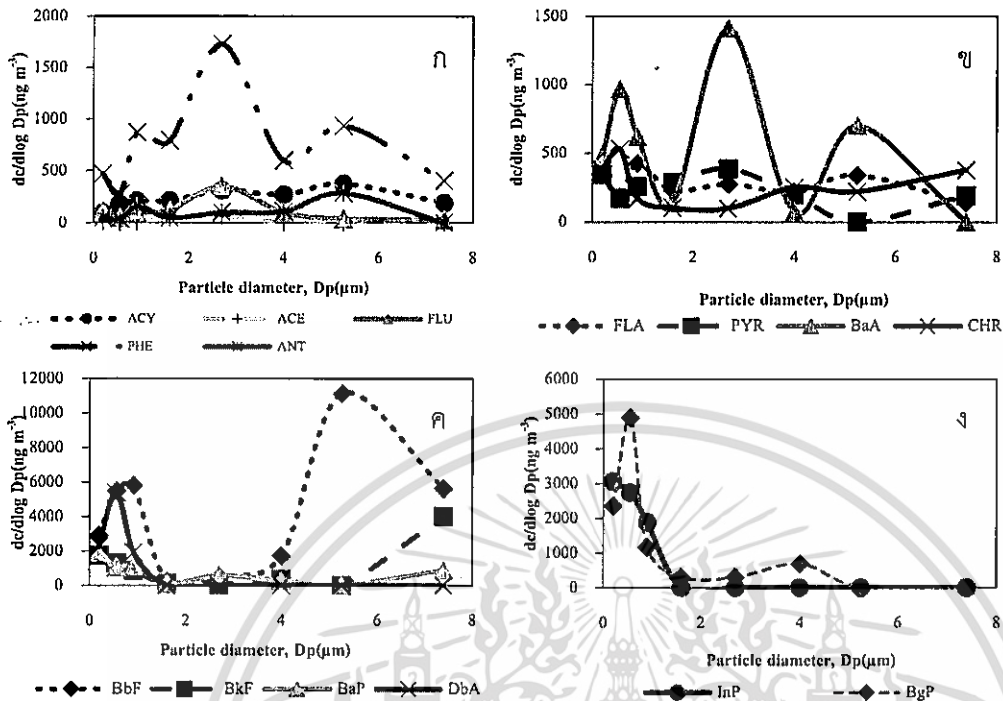 2000
1500
1000
500
0
dc/dlog Dp(ng m⁻³)
ก
0 2 4 6 8
Particle diameter, Dp(µm)
ACY ACE FLU
PHE ANT
1500
1000
500
0
dc/dlog Dp(ng m⁻³)
ข
0 2 4 6 8
Particle diameter, Dp(µm)
FLA PYR BaA CHR
12000
10000
8000
6000
4000
2000
0
dc/dlog Dp(ng m⁻³)
ค
0 2 4 6 8
Particle diameter, Dp(µm)
BbF BkF BaP DbA
6000
5000
4000
3000
2000
1000
0
dc/dlog Dp(ng m⁻³)
ง
0 2 4 6 8
Particle diameter, Dp(µm)
InP BgP